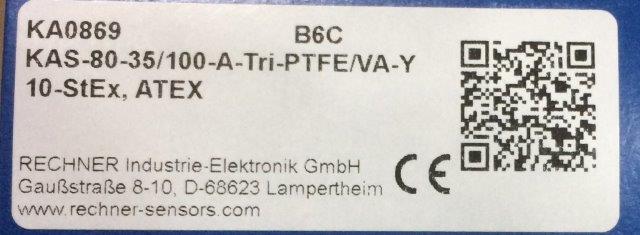 KA0869 B6C
KAS-80-35/100-A-Tri-PTFE/VA-Y
10-StEx, ATEX
RECHNER Industrie-Elektronik GmbH
Gaußstraße 8-10, D-68623 Lampertheim
www.rechner-sensors.com
CE